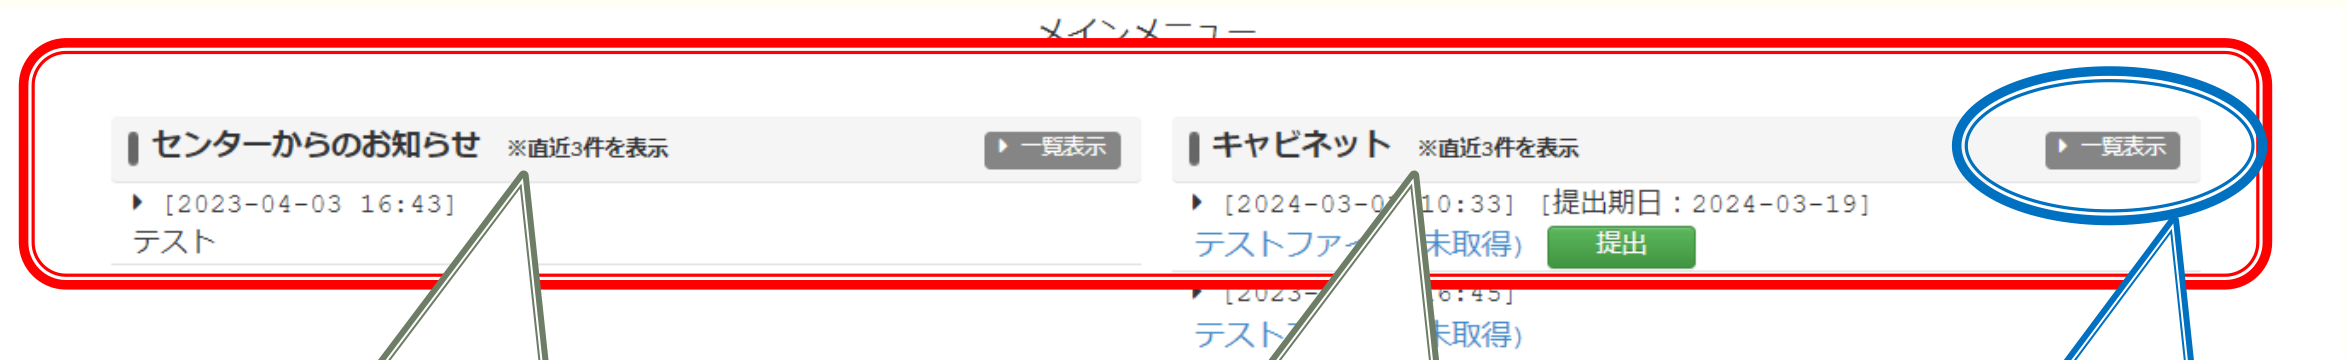 メインメニュー
センターからのお知らせ ※直近3件を表示 一覧表示
[2023-04-03 16:43]
テスト
キャビネット ※直近3件を表示 一覧表示
[2024-03-0 10:33] [提出期日：2024-03-19]
テストファイ 未取得) 提出
[2023- 6:45]
テスト 未取得)